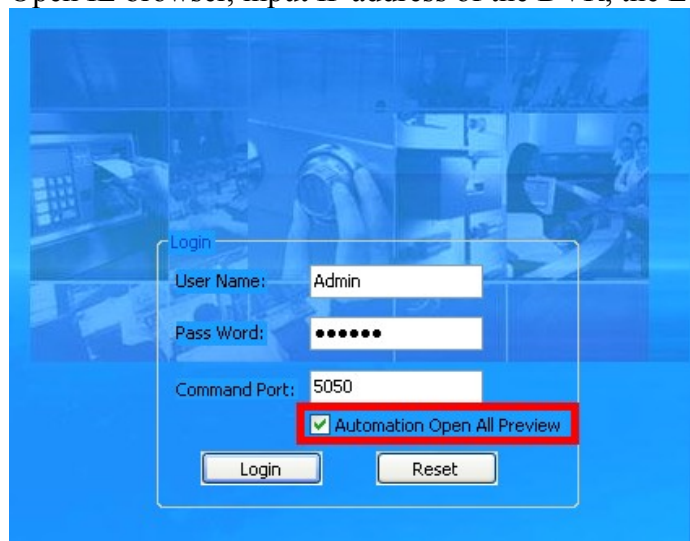 Open IE browser, input IP address of the DVR, the
Login
User Name: Admin
Pass Word: ●●●●●●
Command Port: 5050
Automation Open All Preview
Login Reset